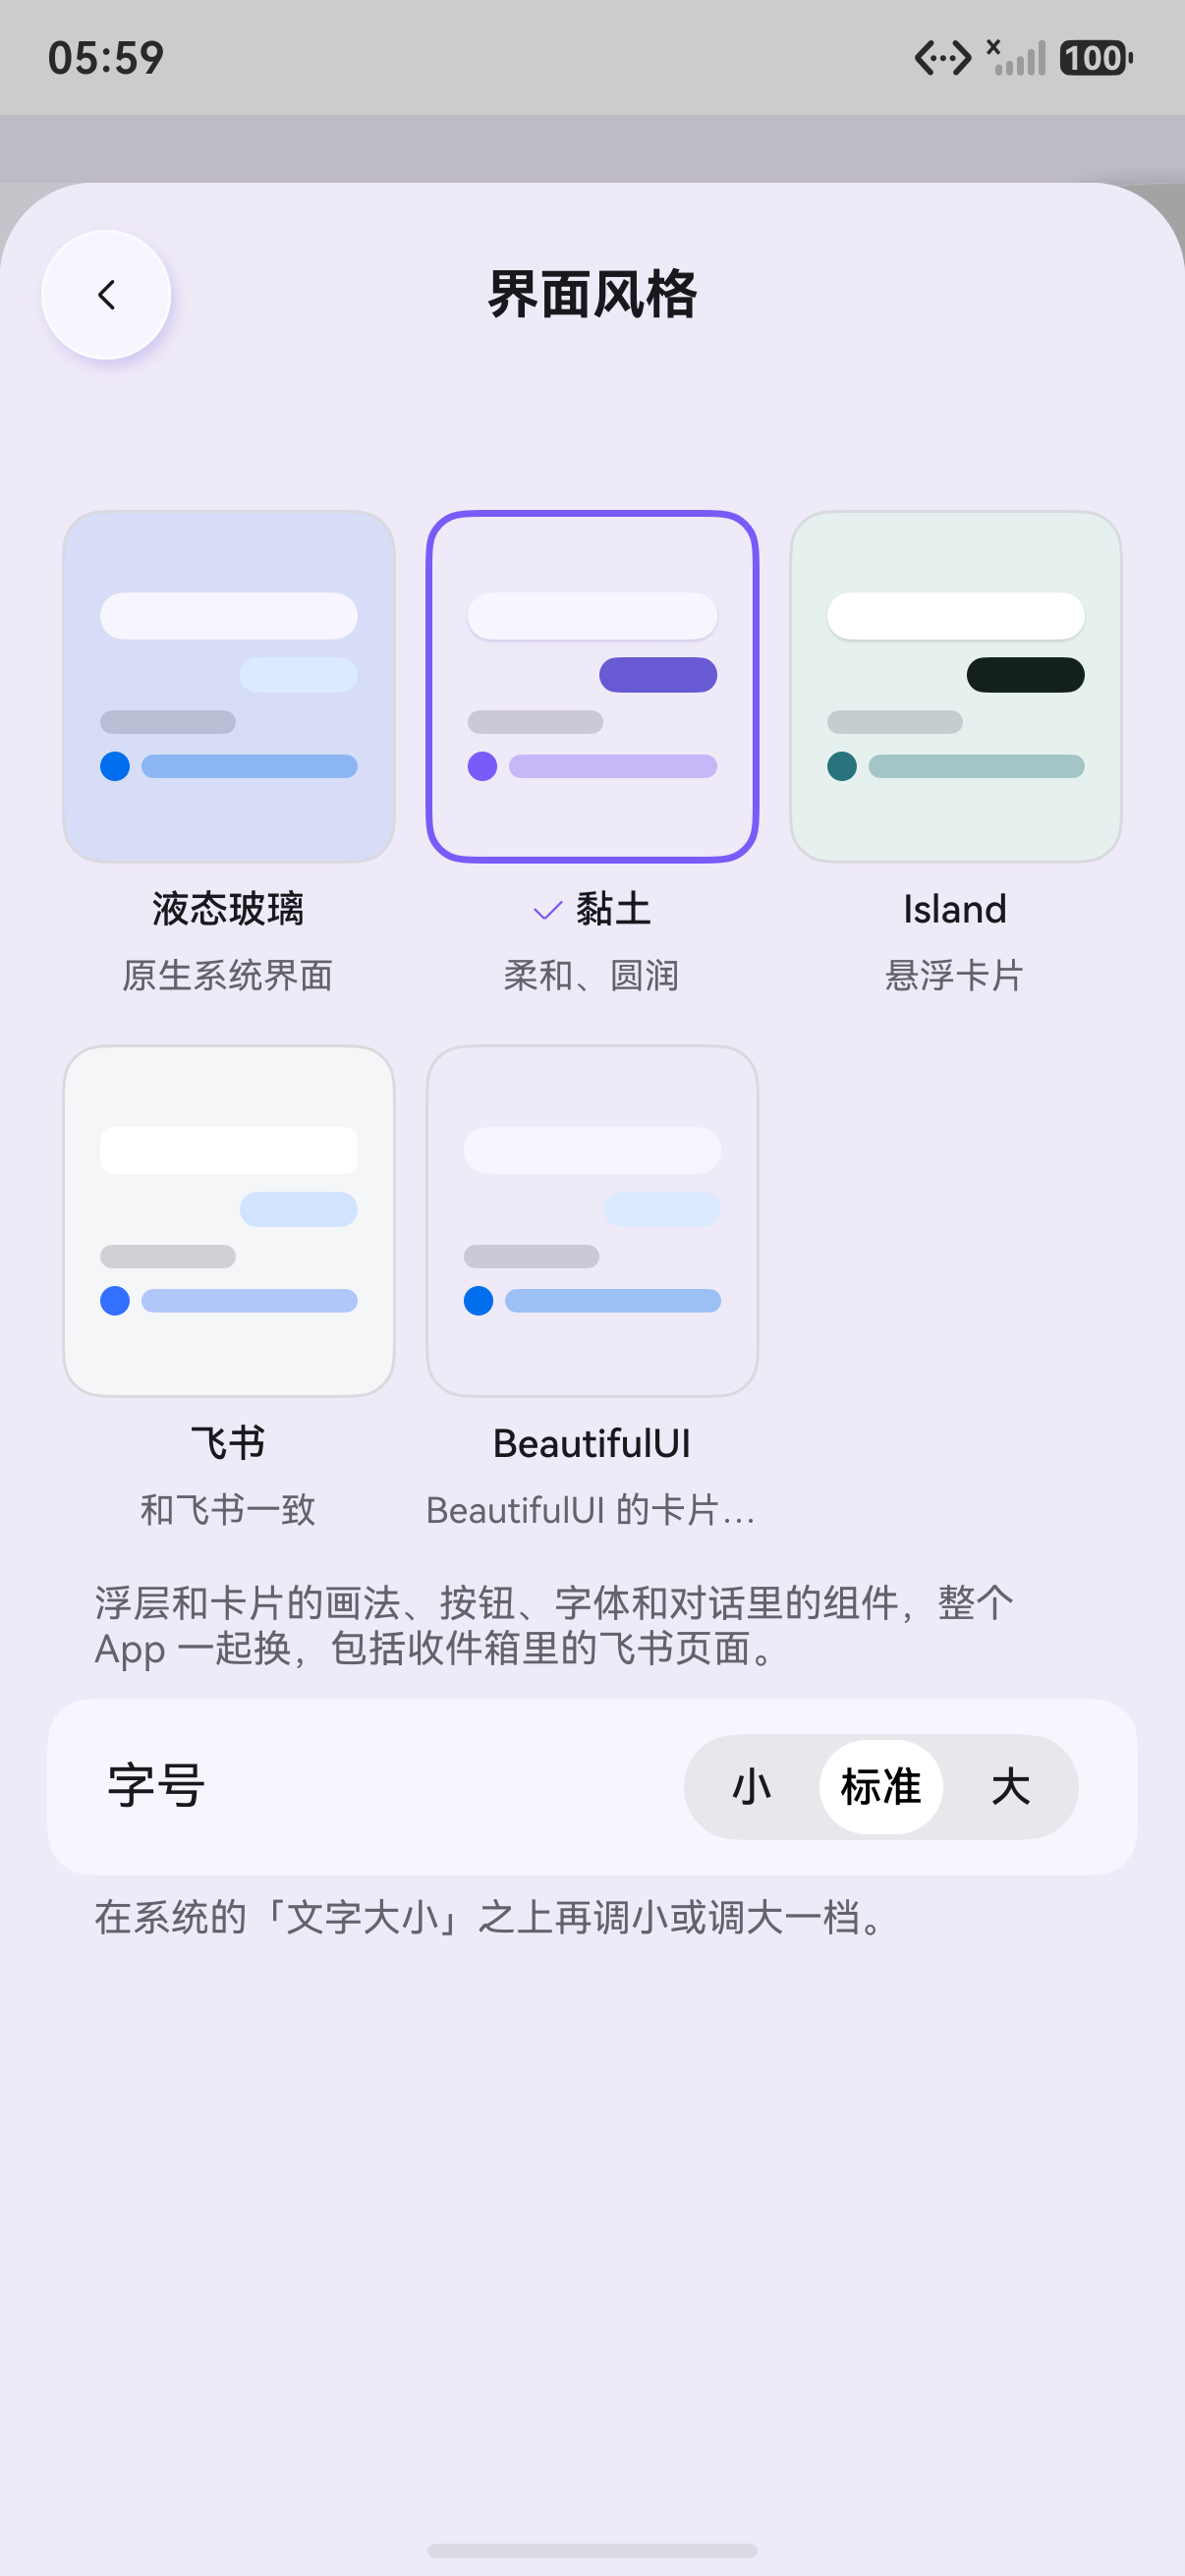 05:59
100
界面风格
液态玻璃
黏土
Island
原生系统界面
柔和、圆润
悬浮卡片
飞书
BeautifulUI
和飞书一致
BeautifulUI 的卡片…
浮层和卡片的画法、按钮、字体和对话里的组件，整个
App 一起换，包括收件箱里的飞书页面。
字号
小
标准
大
在系统的「文字大小」之上再调小或调大一档。